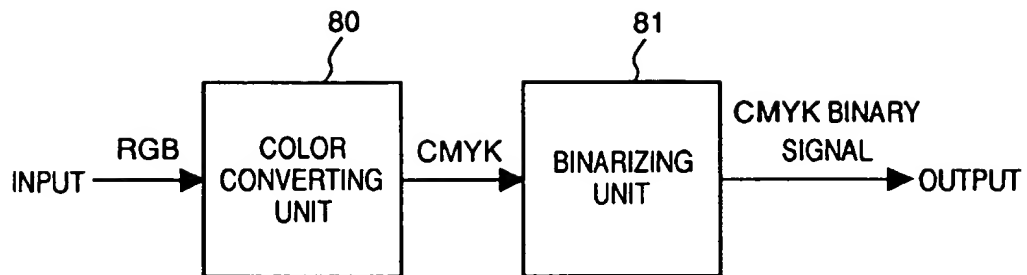 80
81
INPUT
RGB
COLOR
CONVERTING
UNIT
CMYK
BINARIZING
UNIT
CMYK BINARY
SIGNAL
OUTPUT